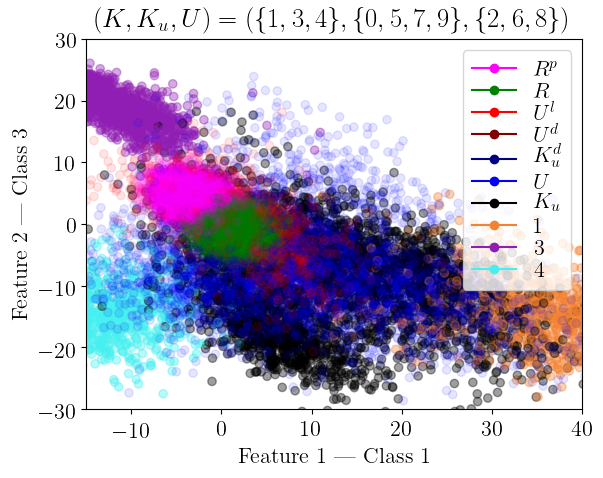 (K, K_u, U) = ({1, 3, 4}, {0, 5, 7, 9}, {2, 6, 8})
30
20
10
0
−10
−20
−30
Feature 2 — Class 3
R^p
R
U^l
U^d
K_u^d
U
K_u
1
3
4
−10
0
10
20
30
40
Feature 1 — Class 1